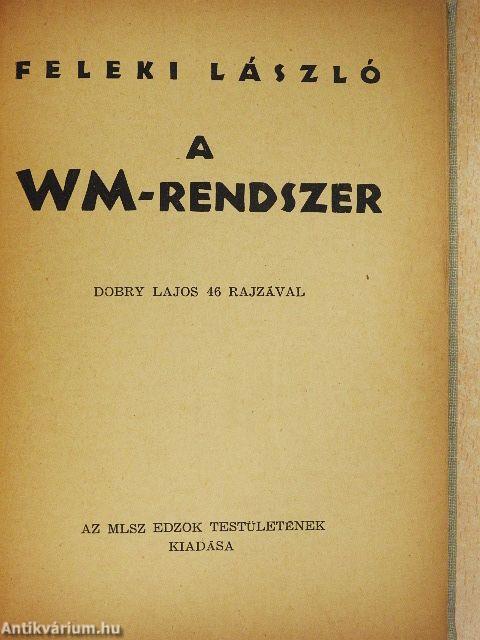 FELEKI LÁSZLÓ
A
WM-RENDSZER
DOBRY LAJOS 46 RAJZÁVAL
AZ MLSZ EDZOK TESTÜLETÉNEK
KIADÁSA
Antikvárium.hu